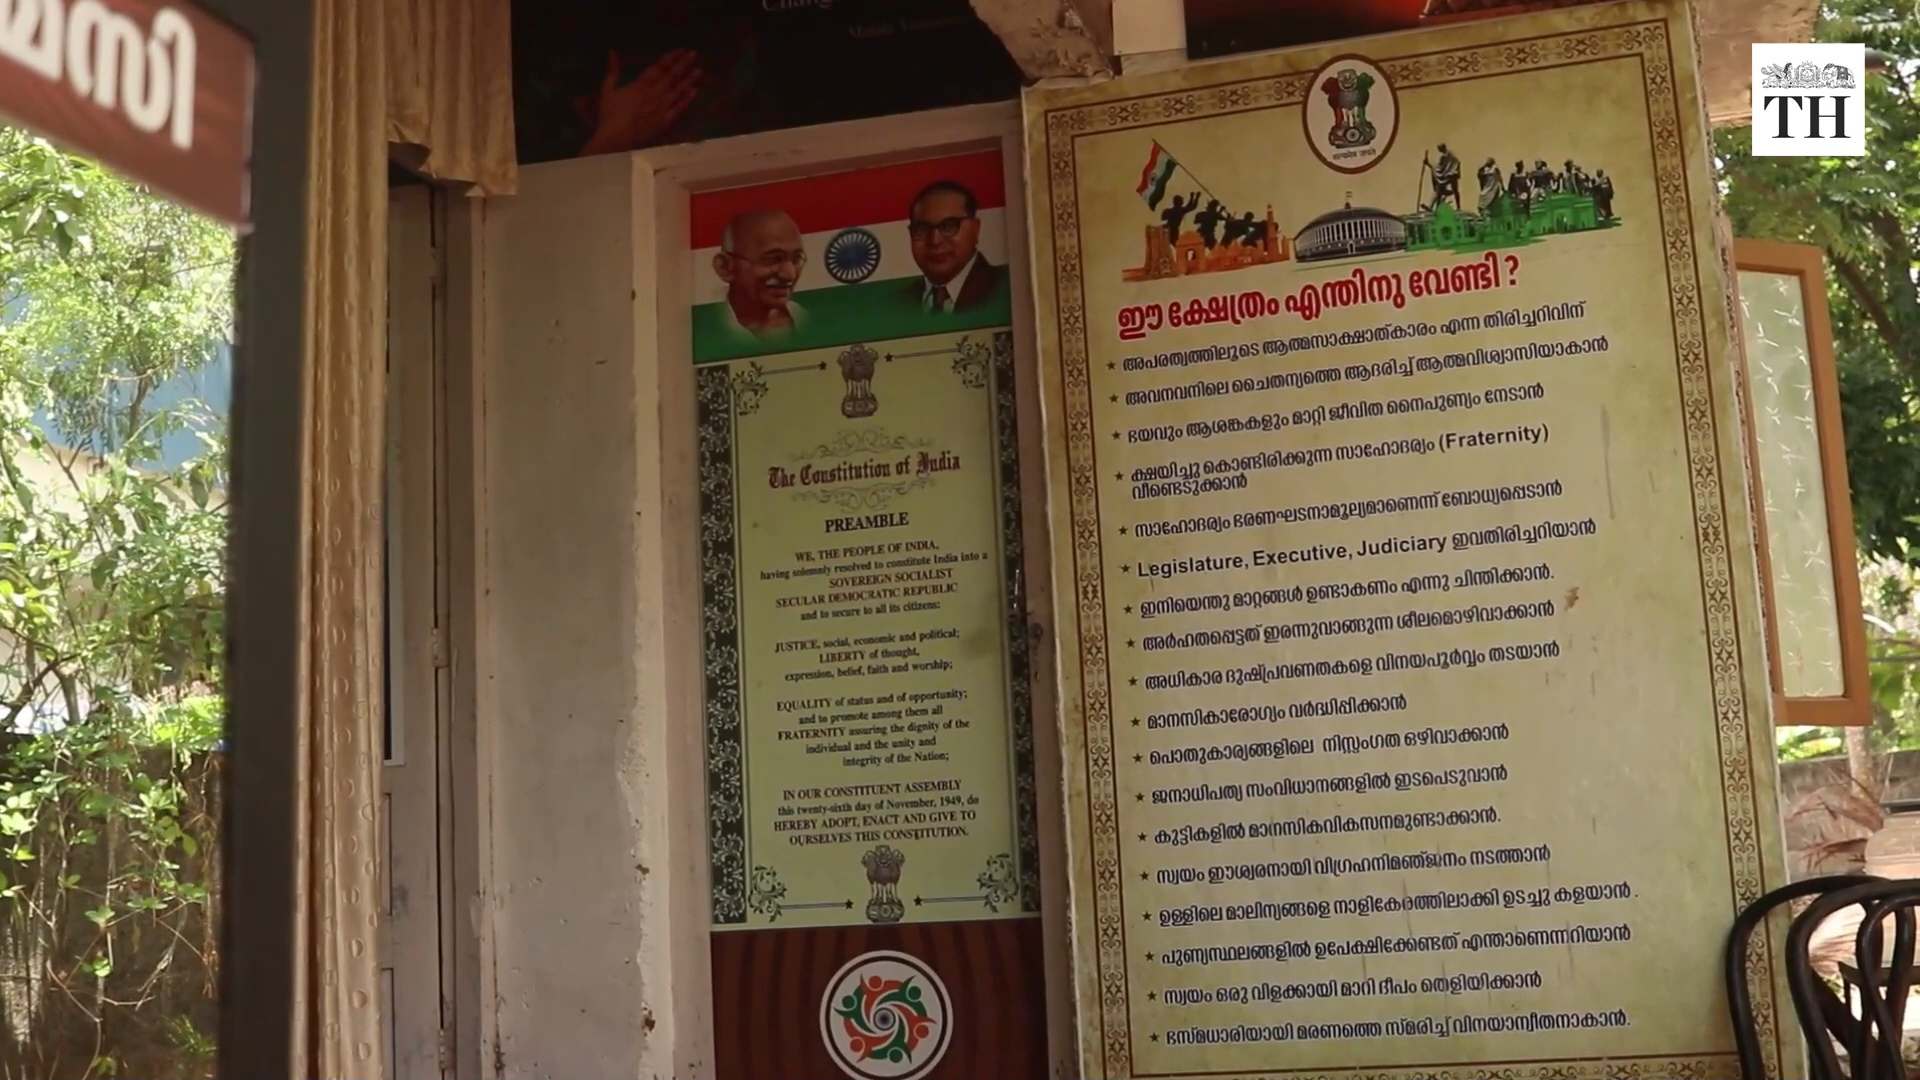 മസി
TH
सत्यमेव जयते
ഈ ക്ഷേത്രം എന്തിനു വേണ്ടി ?
★ അപരത്വത്തിലൂടെ ആത്മസാക്ഷാത്കാരം എന്ന തിരിച്ചറിവിന്
★ അവനവനിലെ ചൈതന്യത്തെ ആദരിച്ച് ആത്മവിശ്വാസിയാകാൻ
★ ഭയവും ആശങ്കകളും മാറ്റി ജീവിത നൈപുണ്യം നേടാൻ
★ ക്ഷയിച്ചു കൊണ്ടിരിക്കുന്ന സാഹോദര്യം (Fraternity)
വീണ്ടെടുക്കാൻ
★ സാഹോദര്യം ഭരണഘടനാമൂല്യമാണെന്ന് ബോധ്യപ്പെടാൻ
★ Legislature, Executive, Judiciary ഇവതിരിച്ചറിയാൻ
★ ഇനിയെന്തു മാറ്റങ്ങൾ ഉണ്ടാകണം എന്നു ചിന്തിക്കാൻ.
★ അർഹതപ്പെട്ടത് ഇരന്നുവാങ്ങുന്ന ശീലമൊഴിവാക്കാൻ
★ അധികാര ദുഷ്പ്രവണതകളെ വിനയപൂർവ്വം തടയാൻ
★ മാനസികാരോഗ്യം വർദ്ധിപ്പിക്കാൻ
★ പൊതുകാര്യങ്ങളിലെ നിസ്സംഗത ഒഴിവാക്കാൻ
★ ജനാധിപത്യ സംവിധാനങ്ങളിൽ ഇടപെടുവാൻ
★ കുട്ടികളിൽ മാനസികവികസനമുണ്ടാക്കാൻ.
★ സ്വയം ഈശ്വരനായി വിഗ്രഹനിമഞ്ജനം നടത്താൻ
★ ഉള്ളിലെ മാലിന്യങ്ങളെ നാളികേരത്തിലാക്കി ഉടച്ചു കളയാൻ .
★ പുണ്യസ്ഥലങ്ങളിൽ ഉപേക്ഷിക്കേണ്ടത് എന്താണെന്നറിയാൻ
★ സ്വയം ഒരു വിളക്കായി മാറി ദീപം തെളിയിക്കാൻ
★ ഭസ്മധാരിയായി മരണത്തെ സ്മരിച്ച് വിനയാന്വീതനാകാൻ.
The Constitution of India
PREAMBLE
WE, THE PEOPLE OF INDIA,
having solemnly resolved to constitute India into a
SOVEREIGN SOCIALIST
SECULAR DEMOCRATIC REPUBLIC
and to secure to all its citizens:
JUSTICE, social, economic and political;
LIBERTY of thought,
expression, belief, faith and worship;
EQUALITY of status and of opportunity;
and to promote among them all
FRATERNITY assuring the dignity of the
individual and the unity and
integrity of the Nation;
IN OUR CONSTITUENT ASSEMBLY
this twenty-sixth day of November, 1949, do
HEREBY ADOPT, ENACT AND GIVE TO
OURSELVES THIS CONSTITUTION.